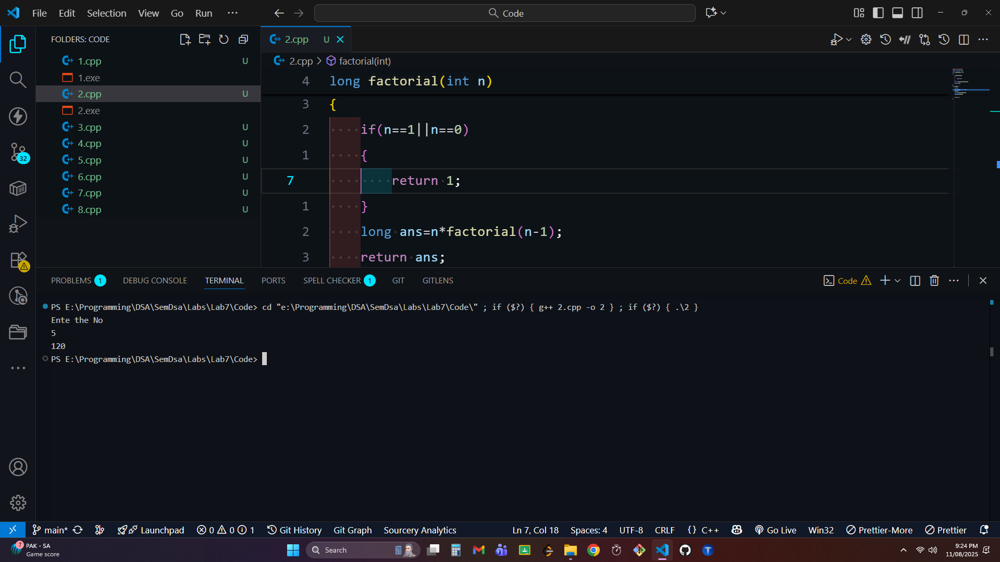 File Edit Selection View Go Run ···
Code
FOLDERS: CODE
1.cpp U
1.exe
2.cpp U
2.exe
3.cpp U
4.cpp U
5.cpp U
6.cpp U
7.cpp U
8.cpp U
32
2.cpp U
2.cpp > factorial(int)
4 long factorial(int n)
3 {
2 if(n==1||n==0)
1 {
7 return 1;
1 }
2 long ans=n*factorial(n-1);
3 return ans;
PROBLEMS 1 DEBUG CONSOLE TERMINAL PORTS SPELL CHECKER 1 GIT GITLENS
Code
PS E:\Programming\DSA\SemDsa\Labs\Lab7\Code> cd "e:\Programming\DSA\SemDsa\Labs\Lab7\Code\" ; if ($?) { g++ 2.cpp -o 2 } ; if ($?) { .\2 }
Ente the No
5
120
PS E:\Programming\DSA\SemDsa\Labs\Lab7\Code>
main* Launchpad 0 0 1 Git History Git Graph Sourcery Analytics Ln 7, Col 18 Spaces: 4 UTF-8 CRLF {} C++ Go Live Win32 Prettier-More Prettier
7 PAK - SA
Game score
Search
9:24 PM
11/08/2025